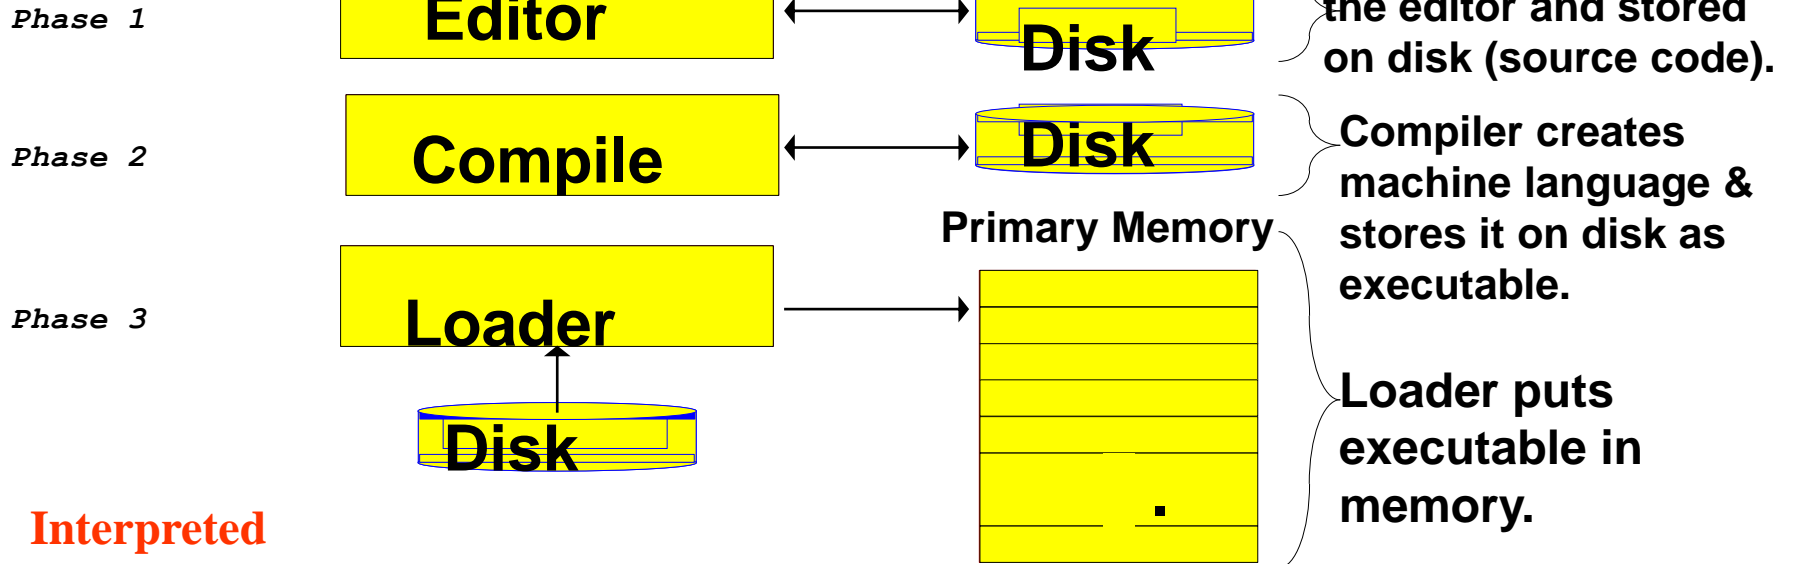 Phase 1
Editor
Disk
the editor and stored
on disk (source code).
Phase 2
Compile
Disk
Compiler creates
machine language &
stores it on disk as
executable.
Primary Memory
Phase 3
Loader
Disk
Loader puts
executable in
memory.
.
Interpreted